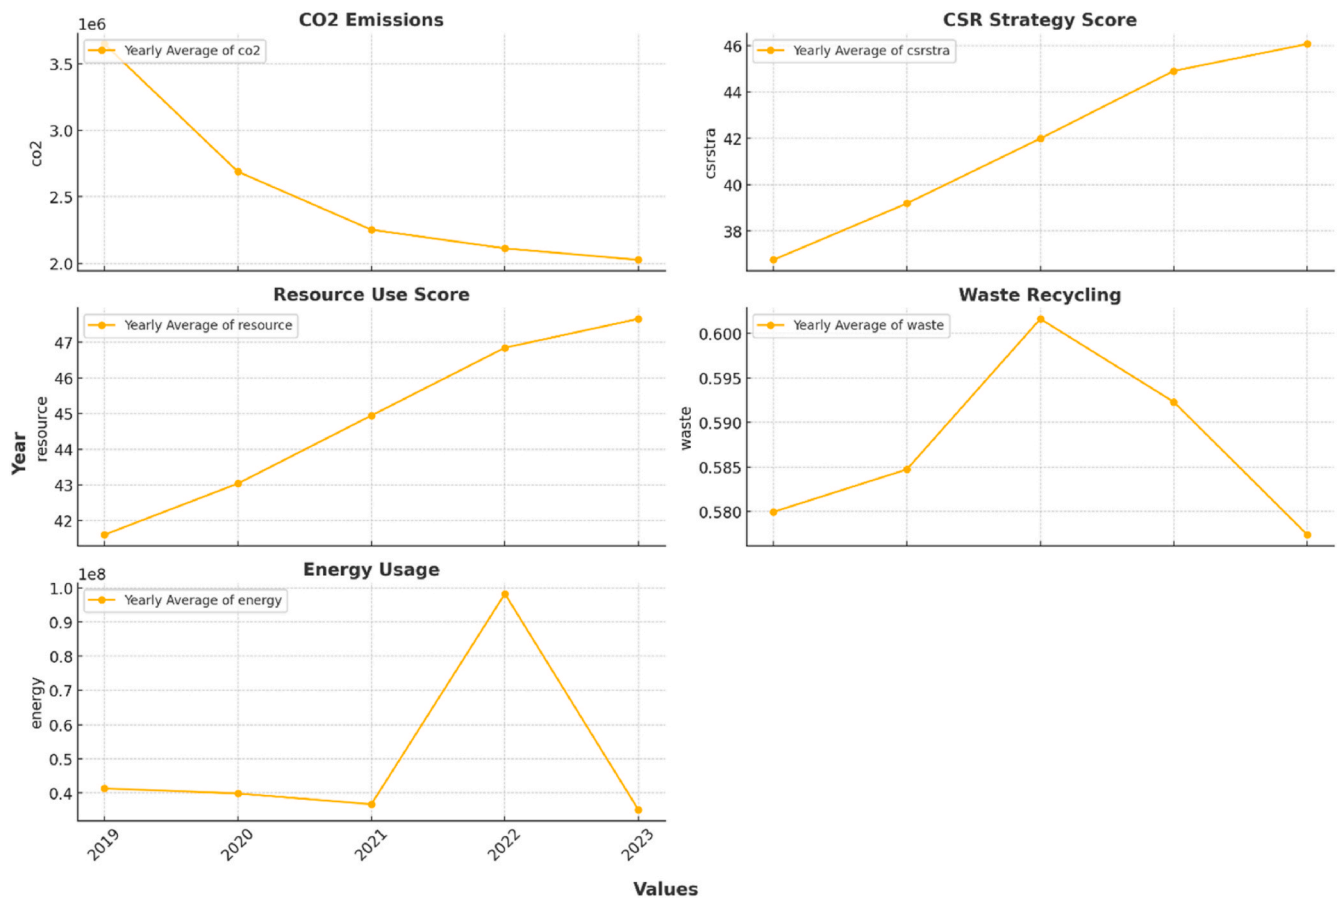 CO2 Emissions
1e6
Yearly Average of co2
3.5
3.0
2.5
2.0
co2
CSR Strategy Score
Yearly Average of csrstra
46
44
42
40
38
csrstra
Resource Use Score
Yearly Average of resource
47
46
45
44
43
42
resource
Year
Waste Recycling
Yearly Average of waste
0.600
0.595
0.590
0.585
0.580
waste
Energy Usage
1e8
Yearly Average of energy
1.0
0.9
0.8
0.7
0.6
0.5
0.4
energy
2019 2020 2021 2022 2023
Values